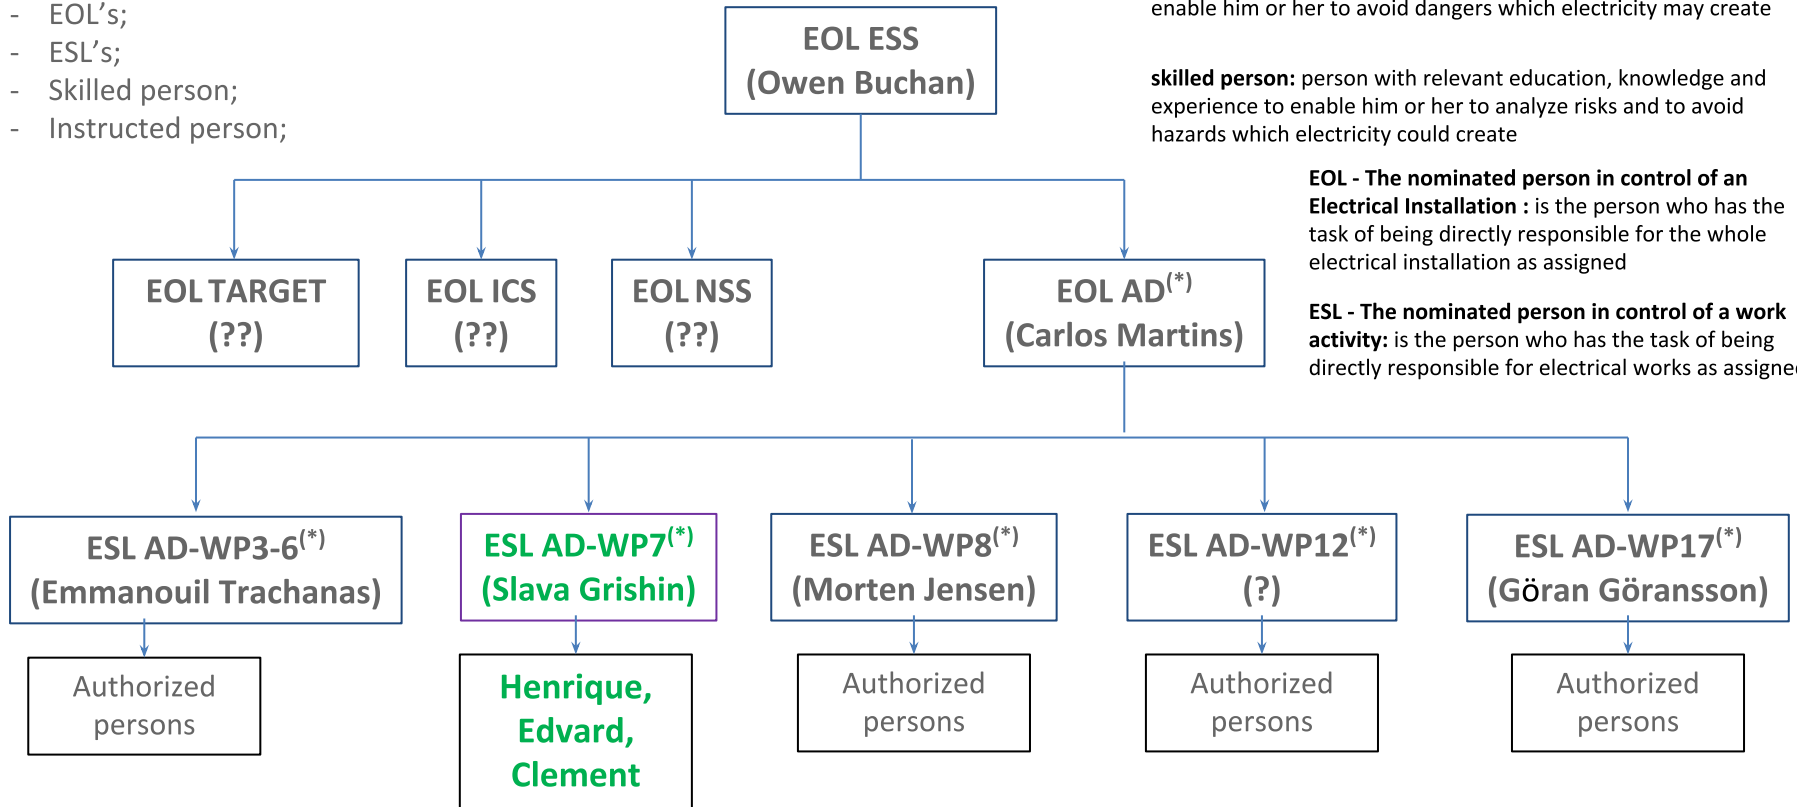 - EOL’s;
- ESL’s;
- Skilled person;
- Instructed person;
enable him or her to avoid dangers which electricity may create
skilled person: person with relevant education, knowledge and
experience to enable him or her to analyze risks and to avoid
hazards which electricity could create
EOL - The nominated person in control of an
Electrical Installation : is the person who has the
task of being directly responsible for the whole
electrical installation as assigned
ESL - The nominated person in control of a work
activity: is the person who has the task of being
directly responsible for electrical works as assigned
EOL ESS
(Owen Buchan)
EOL TARGET
(??)
EOL ICS
(??)
EOL NSS
(??)
EOL AD(*)
(Carlos Martins)
ESL AD-WP3-6(*)
(Emmanouil Trachanas)
ESL AD-WP7(*)
(Slava Grishin)
ESL AD-WP8(*)
(Morten Jensen)
ESL AD-WP12(*)
(?)
ESL AD-WP17(*)
(Göran Göransson)
Authorized
persons
Henrique,
Edvard,
Clement
Authorized
persons
Authorized
persons
Authorized
persons